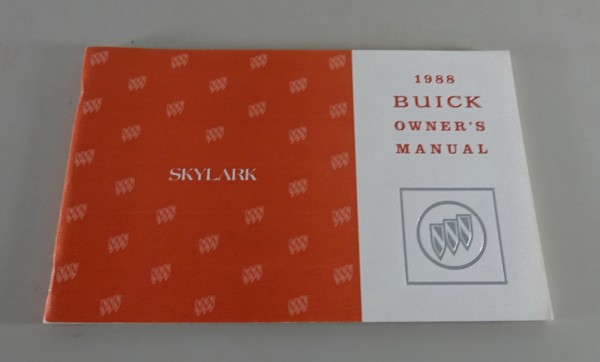 SKYLARK
1988
BUICK
OWNER'S
MANUAL